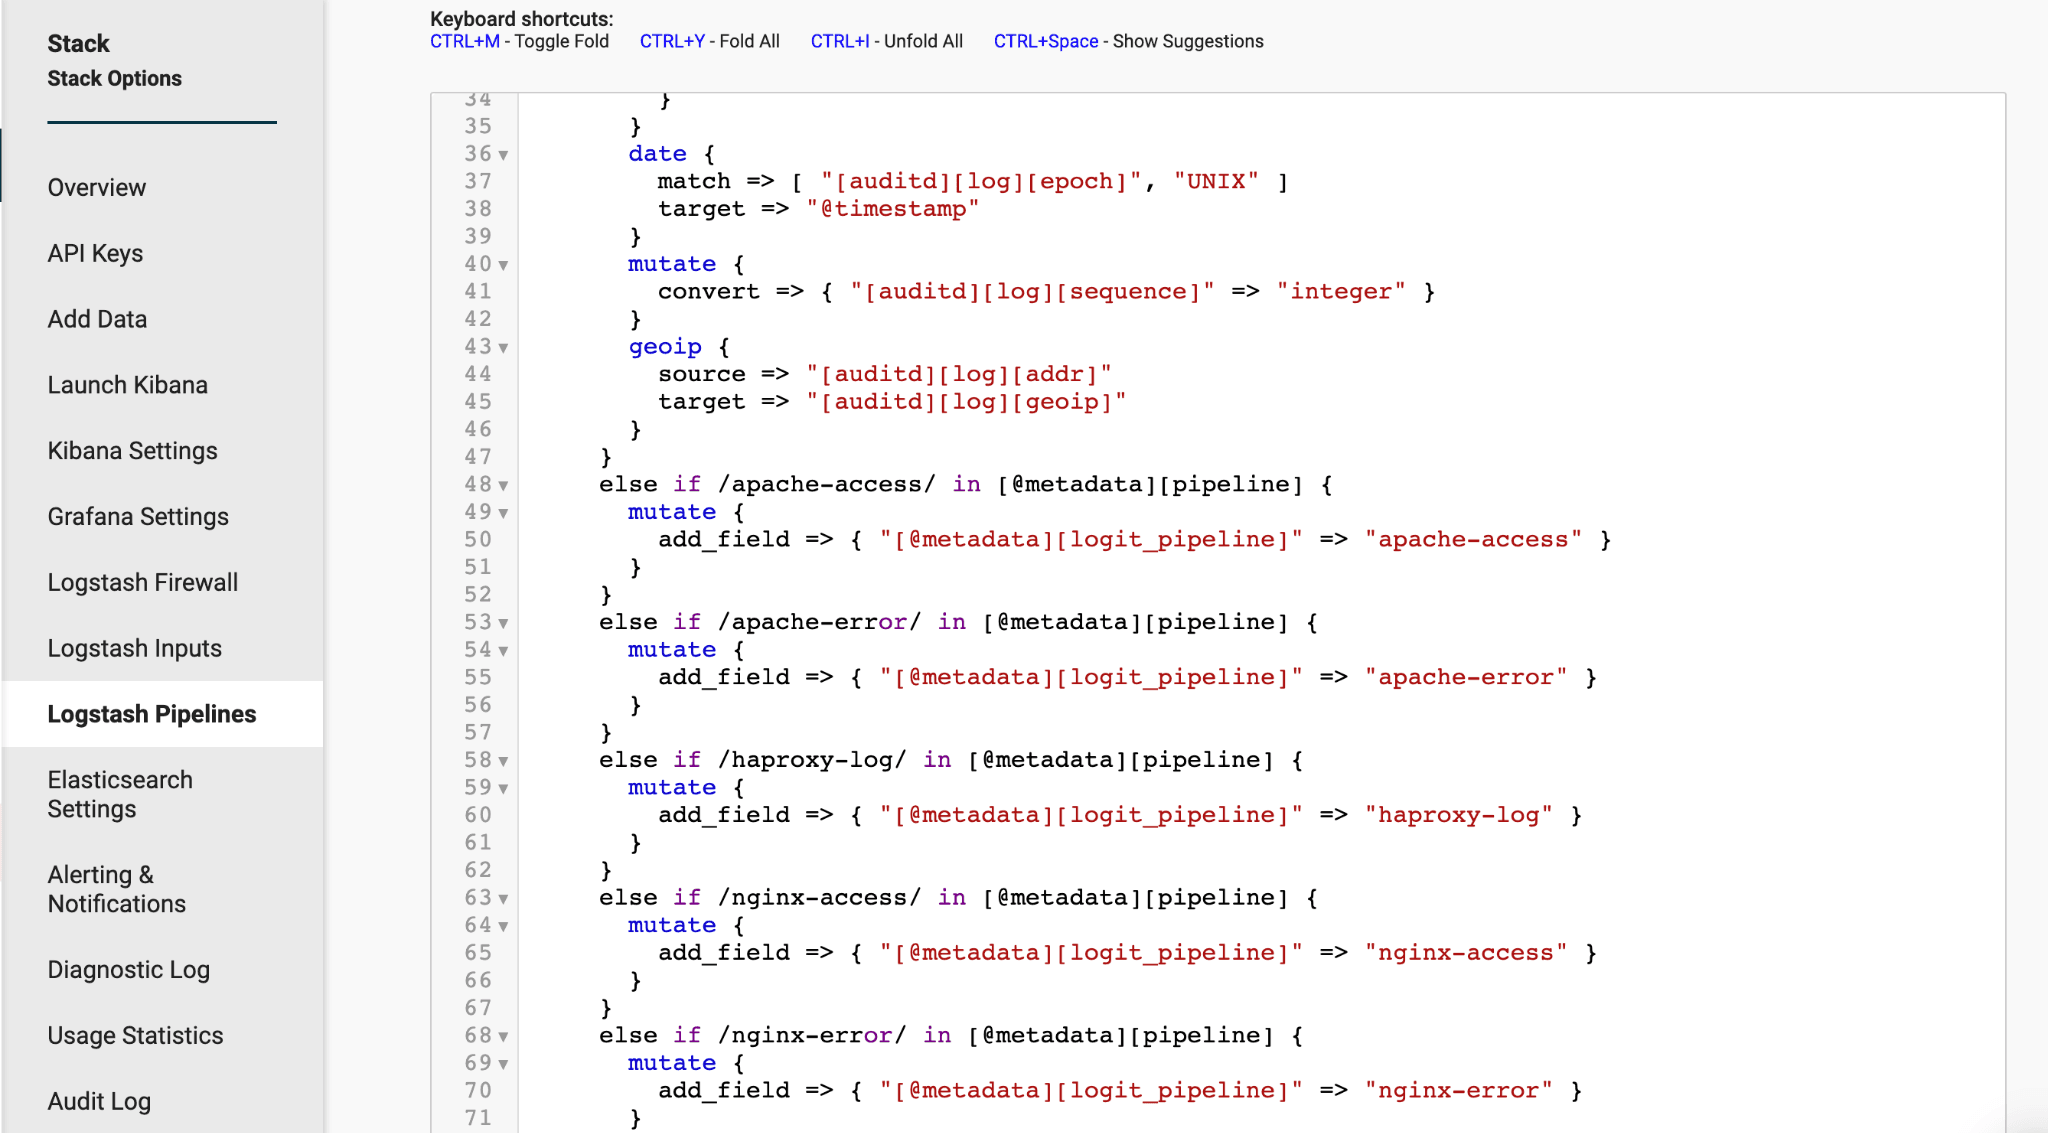 Stack
Stack Options
Overview
API Keys
Add Data
Launch Kibana
Kibana Settings
Grafana Settings
Logstash Firewall
Logstash Inputs
Logstash Pipelines
Elasticsearch
Settings
Alerting &
Notifications
Diagnostic Log
Usage Statistics
Audit Log
Keyboard shortcuts:
CTRL+M - Toggle Fold CTRL+Y - Fold All CTRL+I - Unfold All CTRL+Space - Show Suggestions
34 }
35 }
36 date {
37 match => [ "[auditd][log][epoch]", "UNIX" ]
38 target => "@timestamp"
39 }
40 mutate {
41 convert => { "[auditd][log][sequence]" => "integer" }
42 }
43 geoip {
44 source => "[auditd][log][addr]"
45 target => "[auditd][log][geoip]"
46 }
47 }
48 else if /apache-access/ in [@metadata][pipeline] {
49 mutate {
50 add_field => { "[@metadata][logit_pipeline]" => "apache-access" }
51 }
52 }
53 else if /apache-error/ in [@metadata][pipeline] {
54 mutate {
55 add_field => { "[@metadata][logit_pipeline]" => "apache-error" }
56 }
57 }
58 else if /haproxy-log/ in [@metadata][pipeline] {
59 mutate {
60 add_field => { "[@metadata][logit_pipeline]" => "haproxy-log" }
61 }
62 }
63 else if /nginx-access/ in [@metadata][pipeline] {
64 mutate {
65 add_field => { "[@metadata][logit_pipeline]" => "nginx-access" }
66 }
67 }
68 else if /nginx-error/ in [@metadata][pipeline] {
69 mutate {
70 add_field => { "[@metadata][logit_pipeline]" => "nginx-error" }
71 }